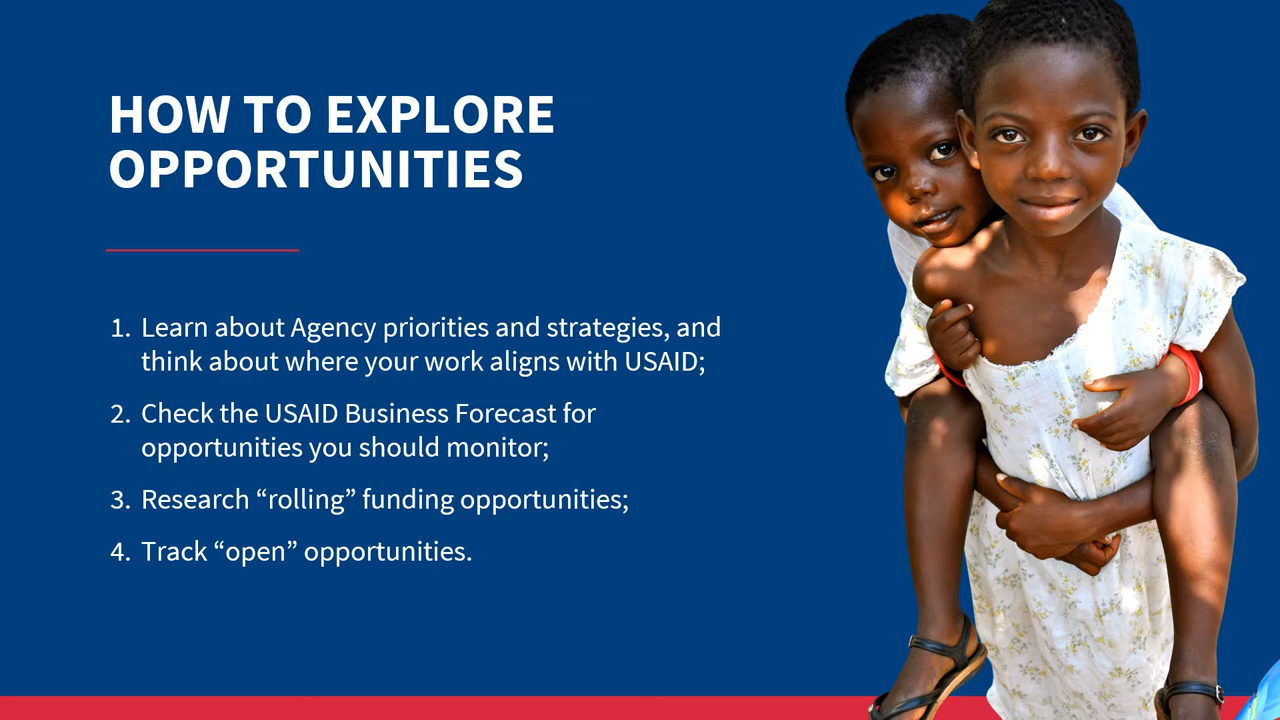 HOW TO EXPLORE
OPPORTUNITIES
1. Learn about Agency priorities and strategies, and
think about where your work aligns with USAID;
2. Check the USAID Business Forecast for
opportunities you should monitor;
3. Research “rolling” funding opportunities;
4. Track “open” opportunities.